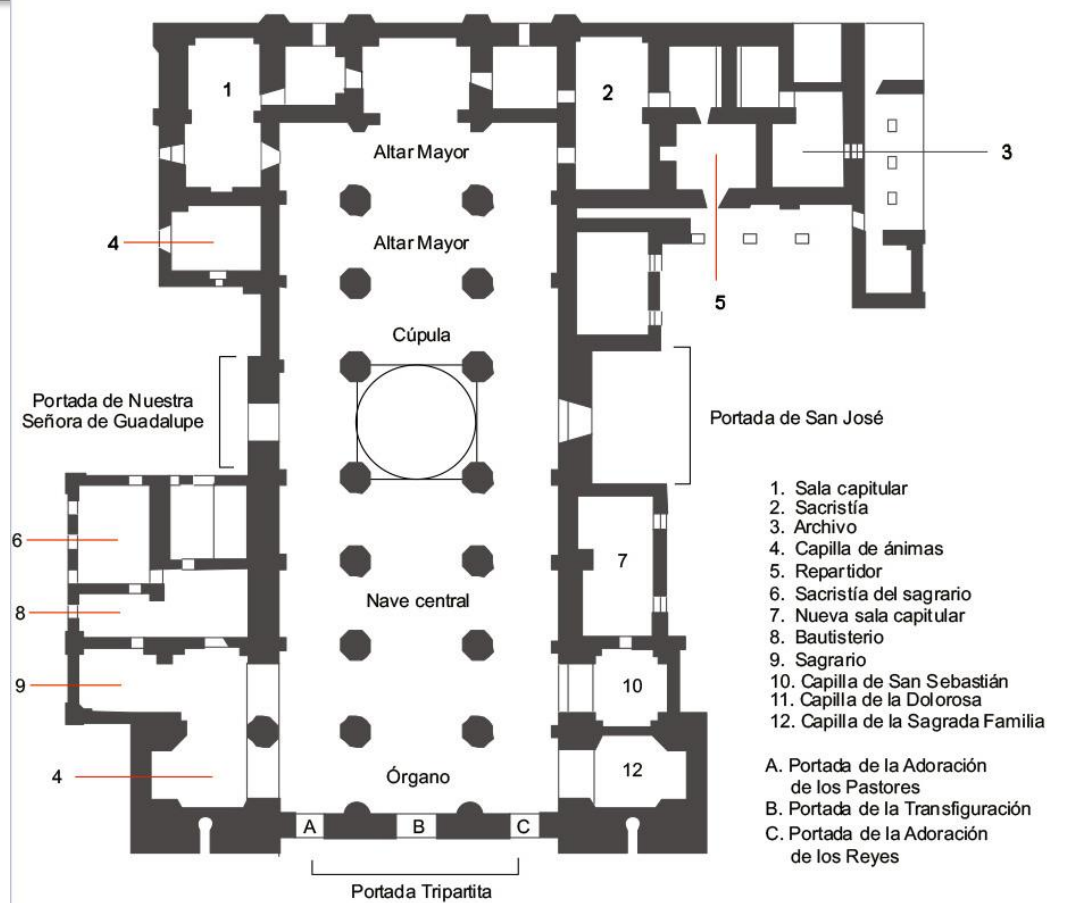 1
2
Altar Mayor
3
4
Altar Mayor
5
Cúpula
Portada de Nuestra
Señora de Guadalupe
Portada de San José
6
7
8
Nave central
9
10
4
Órgano
12
A
B
C
Portada Tripartita
1. Sala capitular
2. Sacristía
3. Archivo
4. Capilla de ánimas
5. Repartidor
6. Sacristía del sagrario
7. Nueva sala capitular
8. Bautisterio
9. Sagrario
10. Capilla de San Sebastián
11. Capilla de la Dolorosa
12. Capilla de la Sagrada Familia
A. Portada de la Adoración
de los Pastores
B. Portada de la Transfiguración
C. Portada de la Adoración
de los Reyes